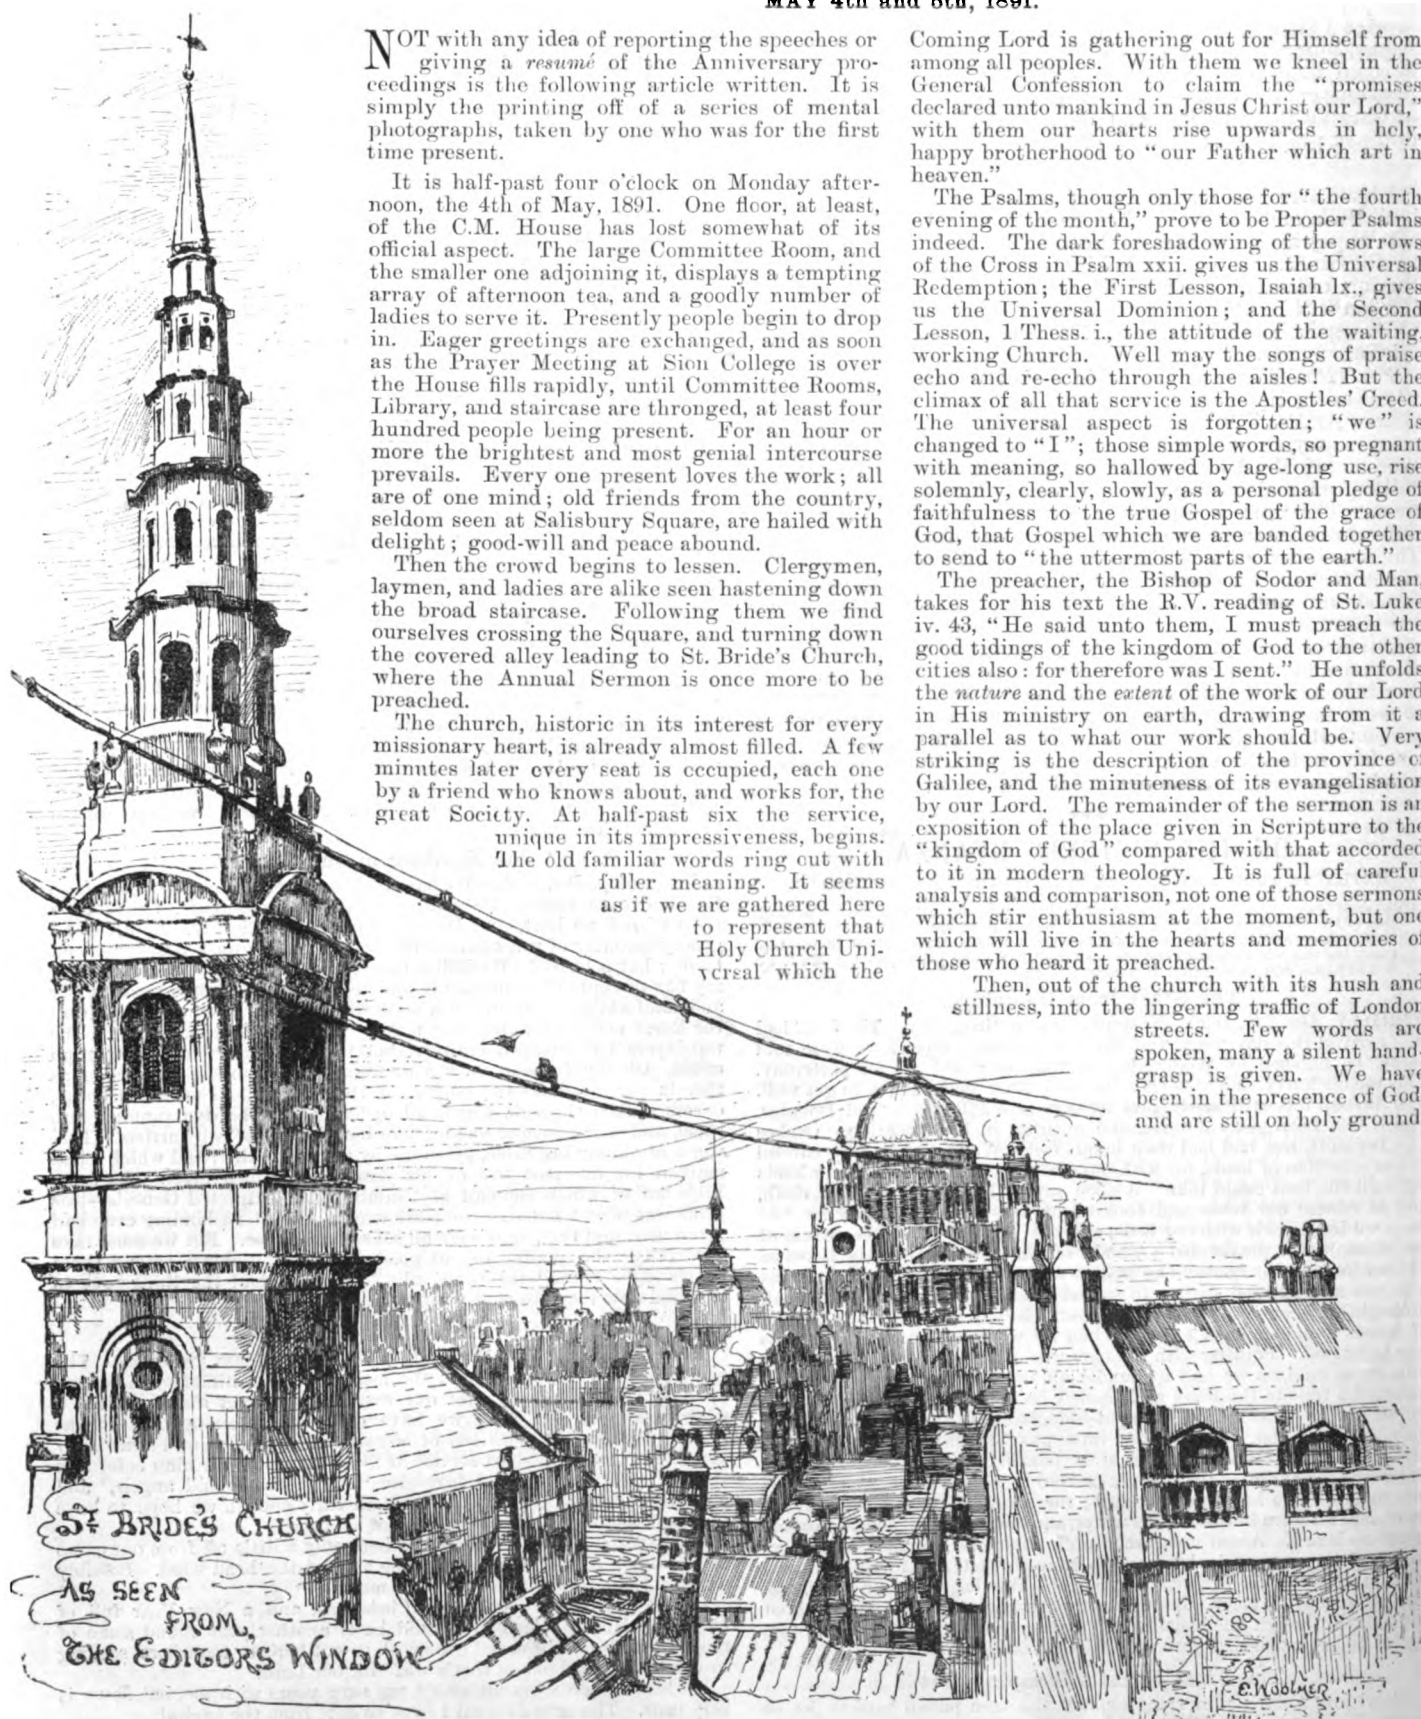 MAY 4th and 5th, 1891.
NOT with any idea of reporting the speeches or
giving a resumé of the Anniversary pro-
ceedings is the following article written. It is
simply the printing off of a series of mental
photographs, taken by one who was for the first
time present.
It is half-past four o'clock on Monday after-
noon, the 4th of May, 1891. One floor, at least,
of the C.M. House has lost somewhat of its
official aspect. The large Committee Room, and
the smaller one adjoining it, displays a tempting
array of afternoon tea, and a goodly number of
ladies to serve it. Presently people begin to drop
in. Eager greetings are exchanged, and as soon
as the Prayer Meeting at Sion College is over
the House fills rapidly, until Committee Rooms,
Library, and staircase are thronged, at least four
hundred people being present. For an hour or
more the brightest and most genial intercourse
prevails. Every one present loves the work; all
are of one mind; old friends from the country,
seldom seen at Salisbury Square, are hailed with
delight; good-will and peace abound.
Then the crowd begins to lessen. Clergymen,
laymen, and ladies are alike seen hastening down
the broad staircase. Following them we find
ourselves crossing the Square, and turning down
the covered alley leading to St. Bride's Church,
where the Annual Sermon is once more to be
preached.
The church, historic in its interest for every
missionary heart, is already almost filled. A few
minutes later every seat is occupied, each one
by a friend who knows about, and works for, the
great Society. At half-past six the service,
unique in its impressiveness, begins.
The old familiar words ring out with
fuller meaning. It seems
as if we are gathered here
to represent that
Holy Church Uni-
versal which the
Coming Lord is gathering out for Himself from
among all peoples. With them we kneel in the
General Confession to claim the "promises
declared unto mankind in Jesus Christ our Lord,"
with them our hearts rise upwards in holy,
happy brotherhood to "our Father which art in
heaven."
The Psalms, though only those for "the fourth
evening of the month," prove to be Proper Psalms
indeed. The dark foreshadowing of the sorrows
of the Cross in Psalm xxii. gives us the Universal
Redemption; the First Lesson, Isaiah lx., gives
us the Universal Dominion; and the Second
Lesson, 1 Thess. i., the attitude of the waiting,
working Church. Well may the songs of praise
echo and re-echo through the aisles! But the
climax of all that service is the Apostles' Creed.
The universal aspect is forgotten; "we" is
changed to "I"; those simple words, so pregnant
with meaning, so hallowed by age-long use, rise
solemnly, clearly, slowly, as a personal pledge of
faithfulness to the true Gospel of the grace of
God, that Gospel which we are banded together
to send to "the uttermost parts of the earth."
The preacher, the Bishop of Sodor and Man,
takes for his text the R.V. reading of St. Luke
iv. 43, "He said unto them, I must preach the
good tidings of the kingdom of God to the other
cities also: for therefore was I sent." He unfolds
the nature and the extent of the work of our Lord
in His ministry on earth, drawing from it a
parallel as to what our work should be. Very
striking is the description of the province of
Galilee, and the minuteness of its evangelisation
by our Lord. The remainder of the sermon is an
exposition of the place given in Scripture to the
"kingdom of God" compared with that accorded
to it in modern theology. It is full of careful
analysis and comparison, not one of those sermons
which stir enthusiasm at the moment, but one
which will live in the hearts and memories of
those who heard it preached.
Then, out of the church with its hush and
stillness, into the lingering traffic of London
streets. Few words are
spoken, many a silent hand-
grasp is given. We have
been in the presence of God
and are still on holy ground.
ST BRIDE'S CHURCH
AS SEEN
FROM,
THE EDITOR'S WINDOW.
April
1891
E. WOOLMER